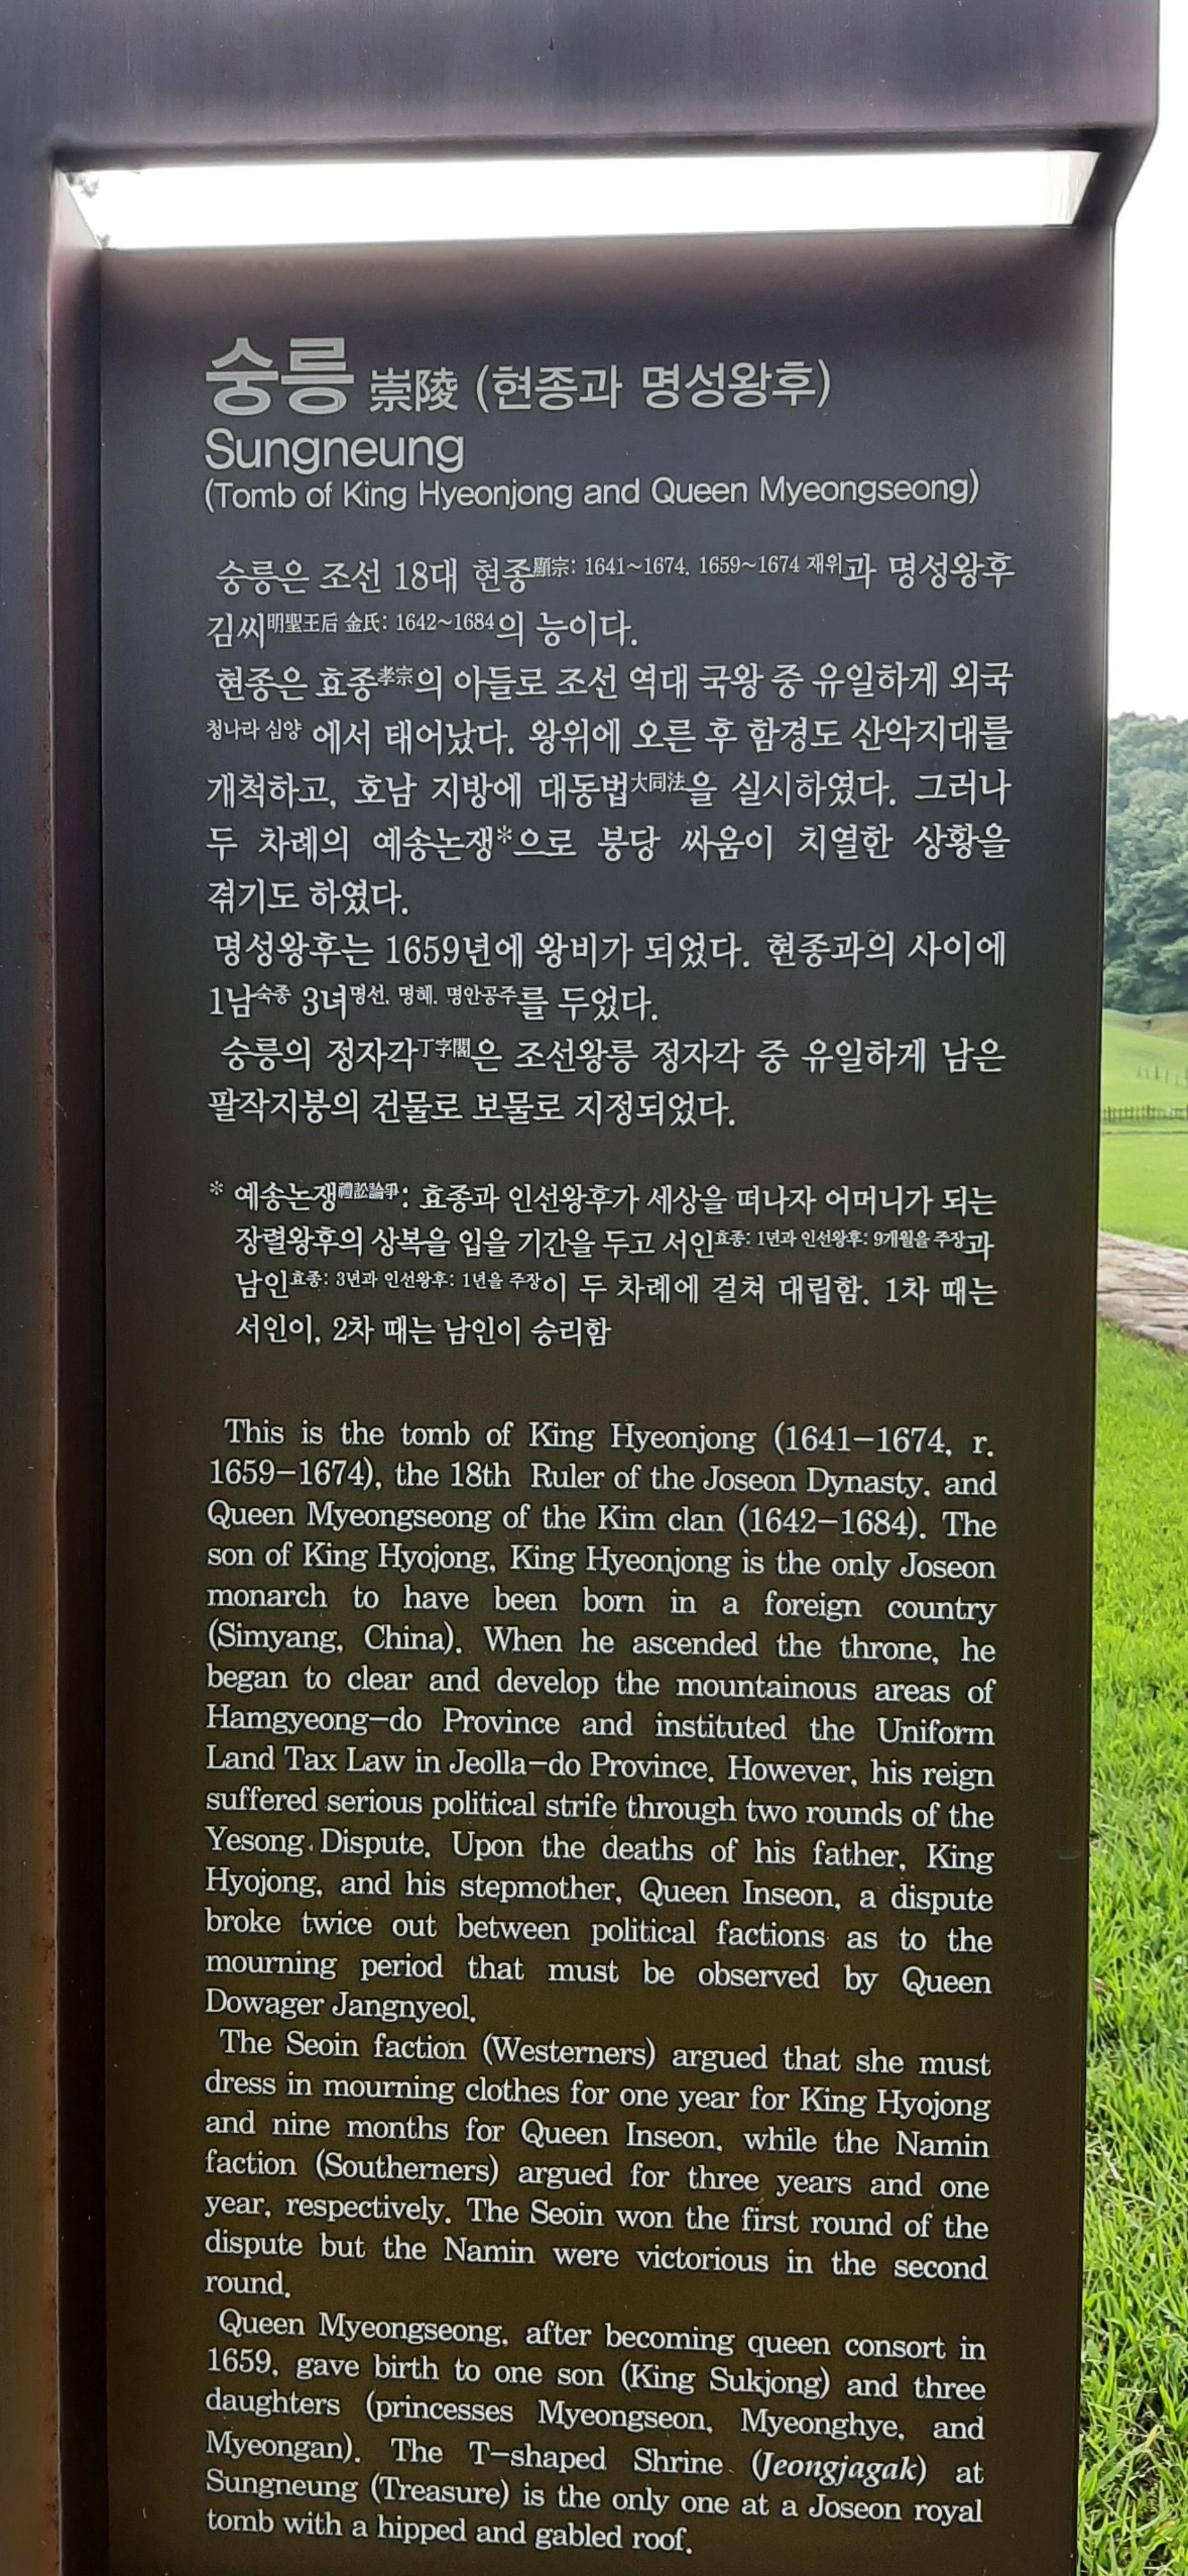 숭릉 崇陵 (현종과 명성왕후)
Sungneung
(Tomb of King Hyeonjong and Queen Myeongseong)
숭릉은 조선 18대 현종顯宗: 1641~1674, 1659~1674 재위과 명성왕후
김씨明聖王后 金氏: 1642~1684의 능이다.
현종은 효종孝宗의 아들로 조선 역대 국왕 중 유일하게 외국
청나라 심양 에서 태어났다. 왕위에 오른 후 함경도 산악지대를
개척하고, 호남 지방에 대동법大同法을 실시하였다. 그러나
두 차례의 예송논쟁*으로 붕당 싸움이 치열한 상황을
겪기도 하였다.
명성왕후는 1659년에 왕비가 되었다. 현종과의 사이에
1남숙종 3녀명선, 명혜, 명안공주를 두었다.
숭릉의 정자각丁字閣은 조선왕릉 정자각 중 유일하게 남은
팔작지붕의 건물로 보물로 지정되었다.
* 예송논쟁禮訟論爭: 효종과 인선왕후가 세상을 떠나자 어머니가 되는
장렬왕후의 상복을 입을 기간을 두고 서인효종: 1년과 인선왕후: 9개월을 주장과
남인효종: 3년과 인선왕후: 1년을 주장이 두 차례에 걸쳐 대립함. 1차 때는
서인이, 2차 때는 남인이 승리함
This is the tomb of King Hyeonjong (1641-1674, r.
1659-1674), the 18th Ruler of the Joseon Dynasty, and
Queen Myeongseong of the Kim clan (1642-1684). The
son of King Hyojong, King Hyeonjong is the only Joseon
monarch to have been born in a foreign country
(Simyang, China). When he ascended the throne, he
began to clear and develop the mountainous areas of
Hamgyeong-do Province and instituted the Uniform
Land Tax Law in Jeolla-do Province. However, his reign
suffered serious political strife through two rounds of the
Yesong Dispute. Upon the deaths of his father, King
Hyojong, and his stepmother, Queen Inseon, a dispute
broke twice out between political factions as to the
mourning period that must be observed by Queen
Dowager Jangnyeol.
The Seoin faction (Westerners) argued that she must
dress in mourning clothes for one year for King Hyojong
and nine months for Queen Inseon, while the Namin
faction (Southerners) argued for three years and one
year, respectively. The Seoin won the first round of the
dispute but the Namin were victorious in the second
round.
Queen Myeongseong, after becoming queen consort in
1659, gave birth to one son (King Sukjong) and three
daughters (princesses Myeongseon, Myeonghye, and
Myeongan). The T-shaped Shrine (Jeongjagak) at
Sungneung (Treasure) is the only one at a Joseon royal
tomb with a hipped and gabled roof.